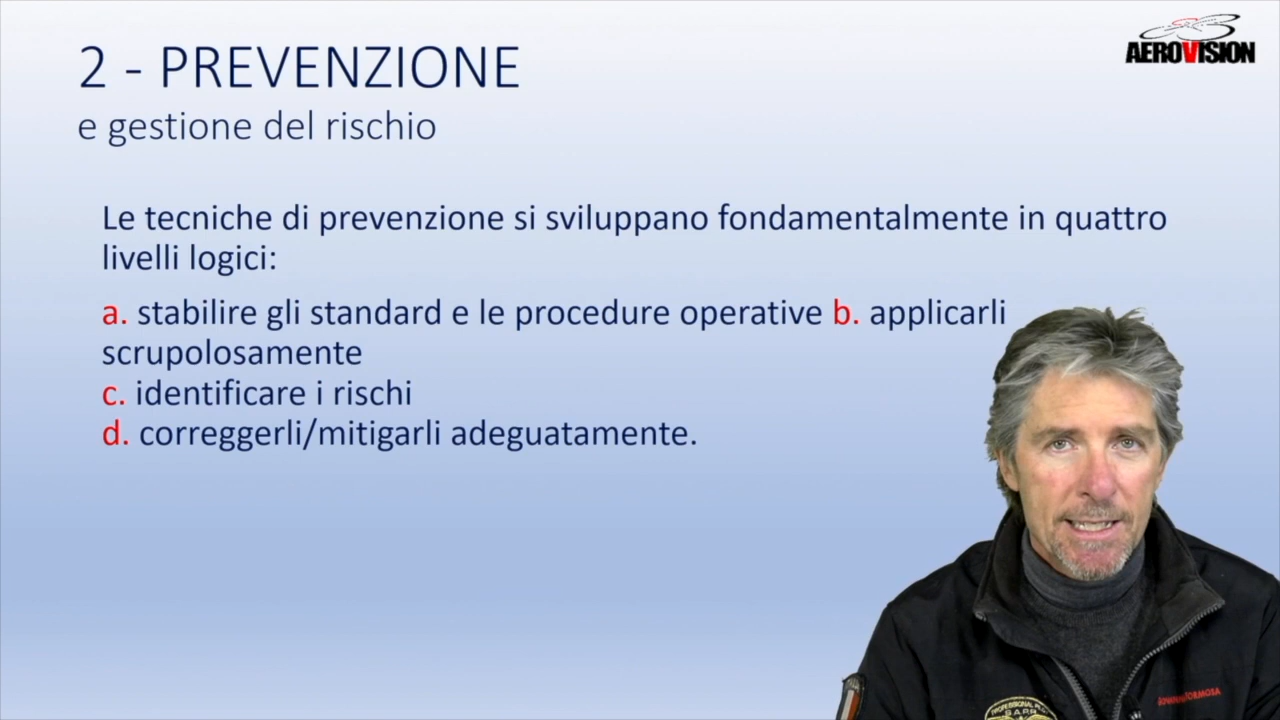 2 - PREVENZIONE
e gestione del rischio
AEROVISION
Le tecniche di prevenzione si sviluppano fondamentalmente in quattro
livelli logici:
a. stabilire gli standard e le procedure operative b. applicarli
scrupolosamente
c. identificare i rischi
d. correggerli/mitigarli adeguatamente.
PROFESSIONAL
S.A.P.R.